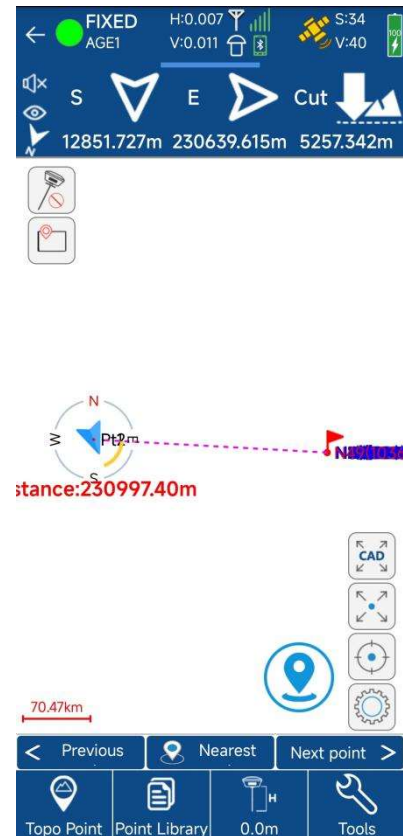 FIXED
AGE1
H:0.007
V:0.011
S:34
V:40
100
S
E
Cut
N
12851.727m 230639.615m 5257.342m
N
W
S
stance:230997.40m
CAD
70.47km
< Previous
Nearest
Next point >
H
Topo Point
Point Library
0.0m
Tools